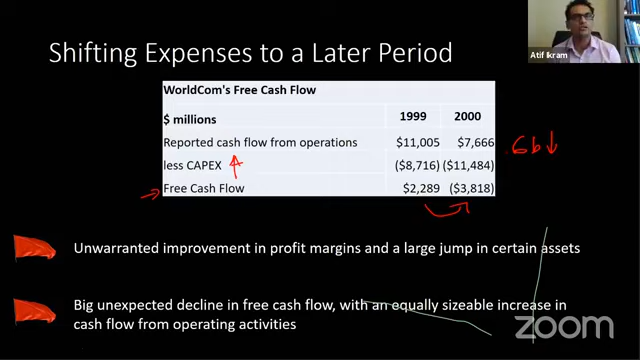 Shifting Expenses to a Later Period
Atif Ikram
WorldCom's Free Cash Flow
$ millions 1999 2000
Reported cash flow from operations $11,005 $7,666
less CAPEX ($8,716) ($11,484)
Free Cash Flow $2,289 ($3,818)
6b
Unwarranted improvement in profit margins and a large jump in certain assets
Big unexpected decline in free cash flow, with an equally sizeable increase in
cash flow from operating activities
zoom